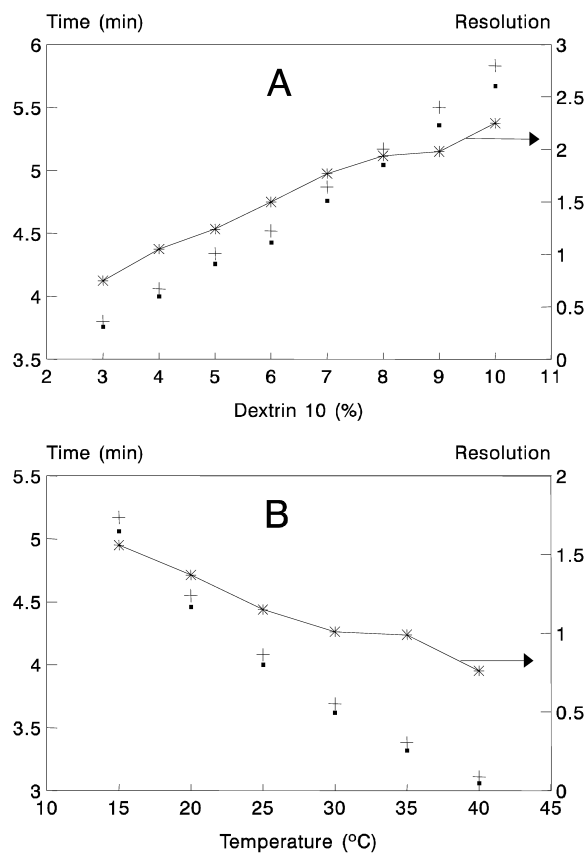 Time (min) Resolution
6 3
A
5.5 2.5
5 2
4.5 1.5
1
4 0.5
3.5 0
2 3 4 5 6 7 8 9 10 11
Dextrin 10 (%)
Time (min) Resolution
5.5 2
B
5 1.5
4.5
4 1
3.5 0.5
3 0
10 15 20 25 30 35 40 45
Temperature (ºC)